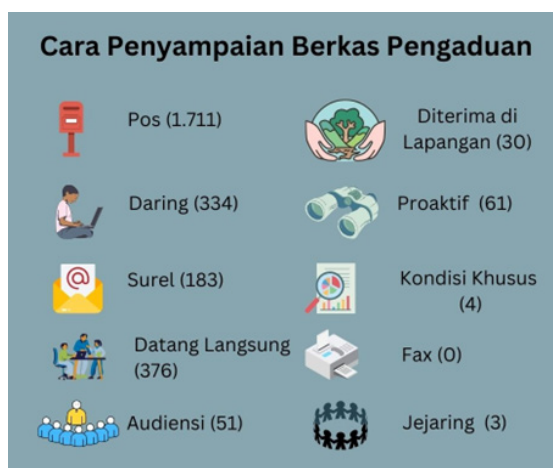 Cara Penyampaian Berkas Pengaduan
Pos (1.711)
Diterima di
Lapangan (30)
Daring (334)
Proaktif (61)
Surel (183)
Kondisi Khusus
(4)
Datang Langsung
(376)
Fax (0)
Audiensi (51)
Jejaring (3)